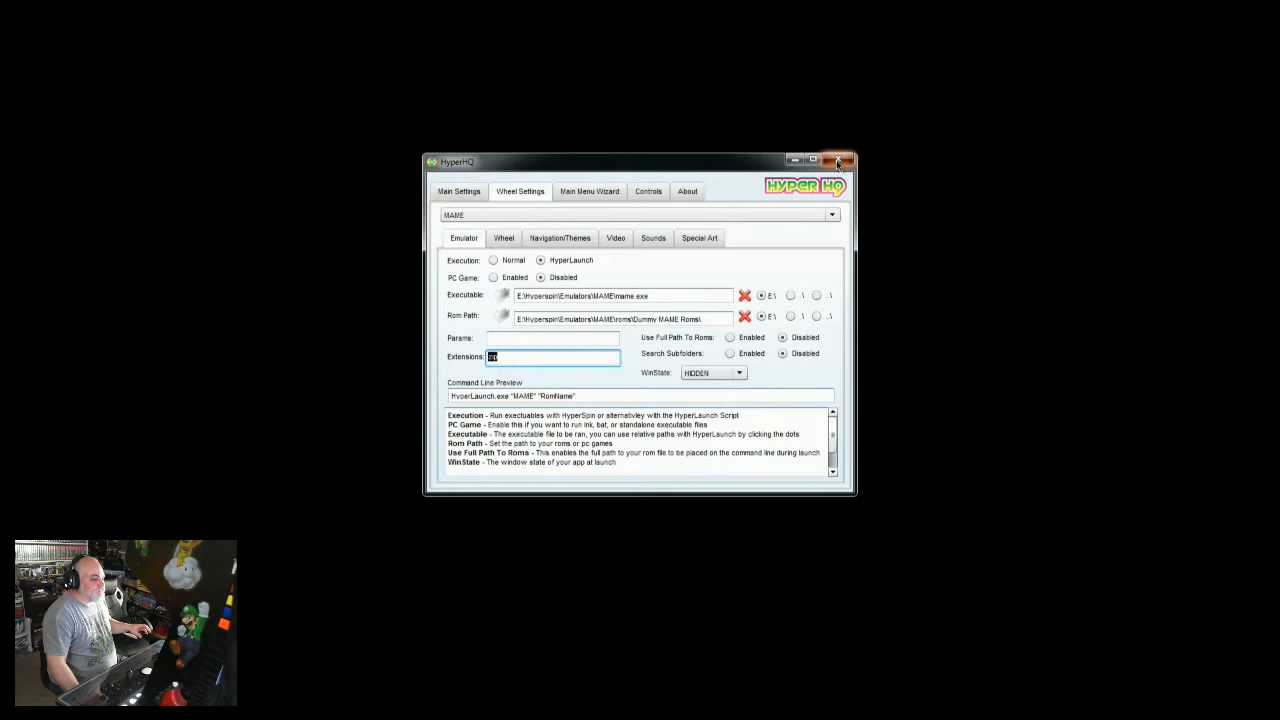 HyperHQ
Main Settings Wheel Settings Main Menu Wizard Controls About HYPER HQ
MAME
Emulator Wheel Navigation/Themes Video Sounds Special Art
Execution: Normal HyperLaunch
PC Game: Enabled Disabled
Executable: E:\Hyperspin\Emulators\MAME\mame.exe E:\ .\ ..\
Rom Path: E:\Hyperspin\Emulators\MAME\roms\Dummy MAME Roms\ E:\ .\ ..\
Params: Use Full Path To Roms: Enabled Disabled
Extensions: zip Search Subfolders: Enabled Disabled
WinState: HIDDEN
Command Line Preview
HyperLaunch.exe "MAME" "RomName"
Execution - Run exectuables with HyperSpin or alternativley with the HyperLaunch Script
PC Game - Enable this if you want to run lnk, bat, or standalone executable files
Executable - The executable file to be ran, you can use relative paths with HyperLaunch by clicking the dots
Rom Path - Set the path to your roms or pc games
Use Full Path To Roms - This enables the full path to your rom file to be placed on the command line during launch
WinState - The window state of your app at launch